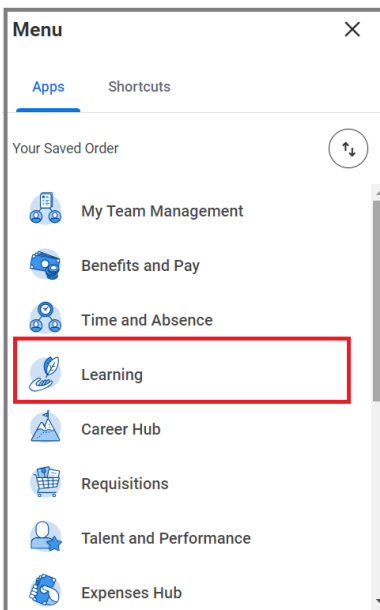 Menu
Apps
Shortcuts
Your Saved Order
My Team Management
Benefits and Pay
Time and Absence
Learning
Career Hub
Requisitions
Talent and Performance
Expenses Hub